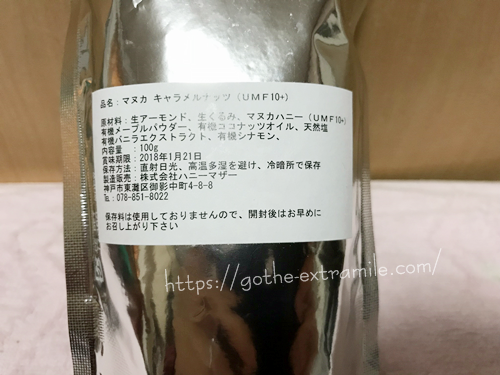 品名：マヌカ キャラメルナッツ（ＵＭＦ10+）
原材料：生アーモンド、生くるみ、マヌカハニー（ＵＭＦ10+）
有機メープルパウダー、有機ココナッツオイル、天然塩
有機バニラエクストラクト、有機シナモン、
内容量：100g
賞味期限：2018年1月21日
保存方法：直射日光、高温多湿を避け、冷暗所で保存
製造販売：株式会社ハニーマザー
神戸市東灘区御影中町4-8-8
℡：078-851-8022
保存料は使用しておりませんので、開封後はお早めに
お召し上がり下さい
https://gothe-extramile.com/